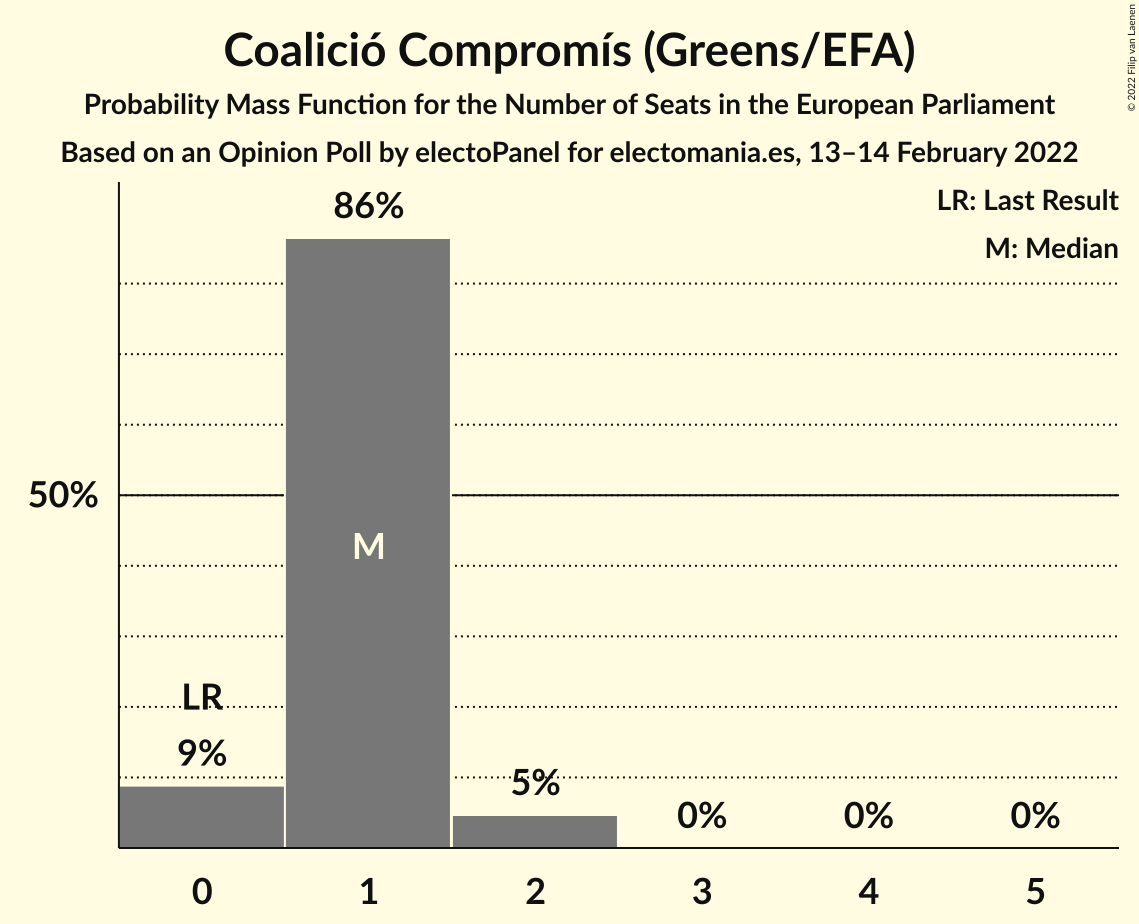 Coalició Compromís (Greens/EFA)
Probability Mass Function for the Number of Seats in the European Parliament
Based on an Opinion Poll by electoPanel for electomania.es, 13–14 February 2022
© 2022 Filip van Laenen
LR: Last Result
M: Median
86%
50%
M
LR
9%
5%
0%
0%
0%
0
1
2
3
4
5